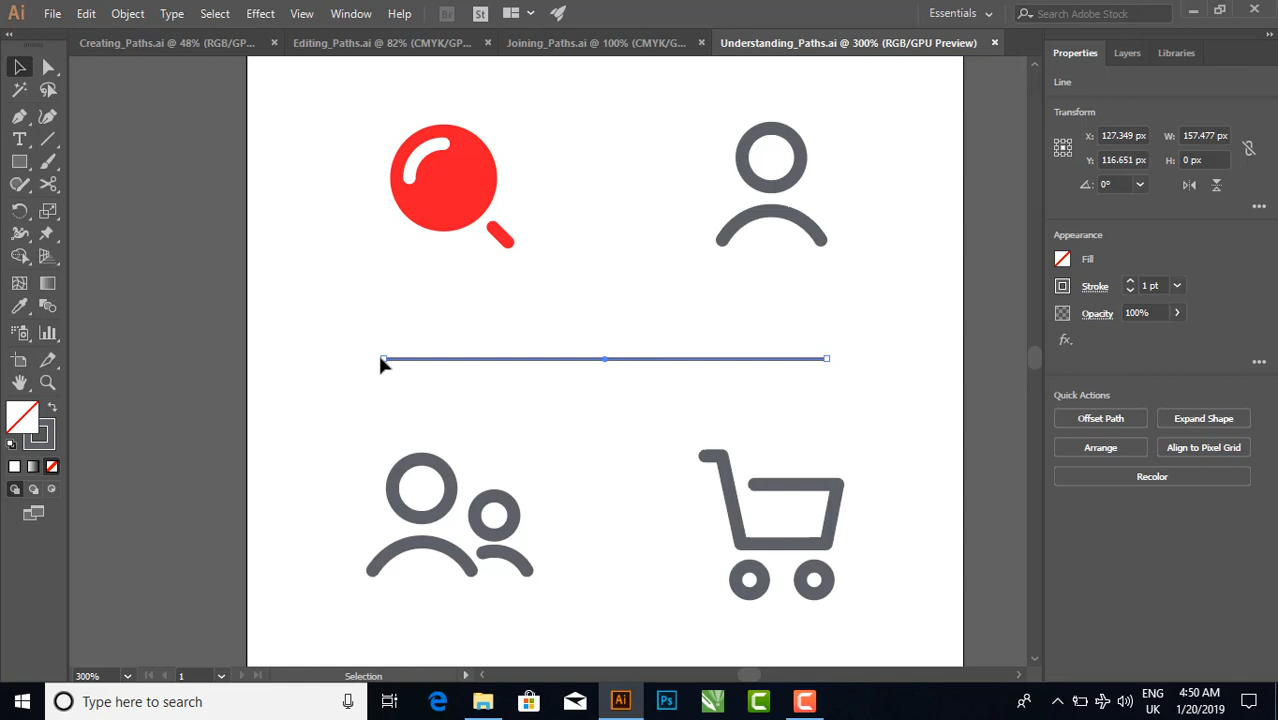 Ai File Edit Object Type Select Effect View Window Help Br St Essentials Search Adobe Stock
Creating_Paths.ai @ 48% (RGB/GP... × Editing_Paths.ai @ 82% (CMYK/GP... × Joining_Paths.ai @ 100% (CMYK/G... × Understanding_Paths.ai @ 300% (RGB/GPU Preview) ×
Properties Layers Libraries
Line
Transform
X: 127.349 px W: 157.477 px
Y: 116.651 px H: 0 px
0°
Appearance
Fill
Stroke 1 pt
Opacity 100%
fx.
Quick Actions
Offset Path Expand Shape
Arrange Align to Pixel Grid
Recolor
300% 1 Selection
Type here to search Ai Ps ENG UK 4:50 AM 1/20/2019